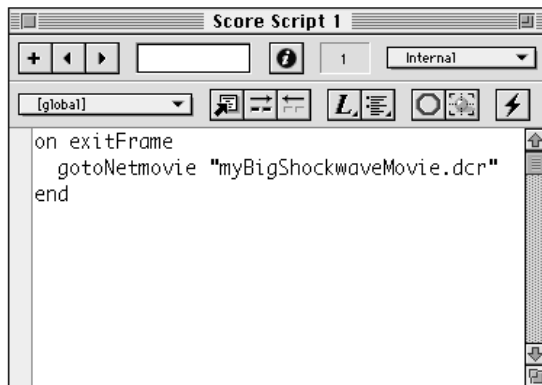 Score Script 1
1
Internal
[global]
L
on exitFrame
gotoNetmovie "myBigShockwaveMovie.dcr"
end